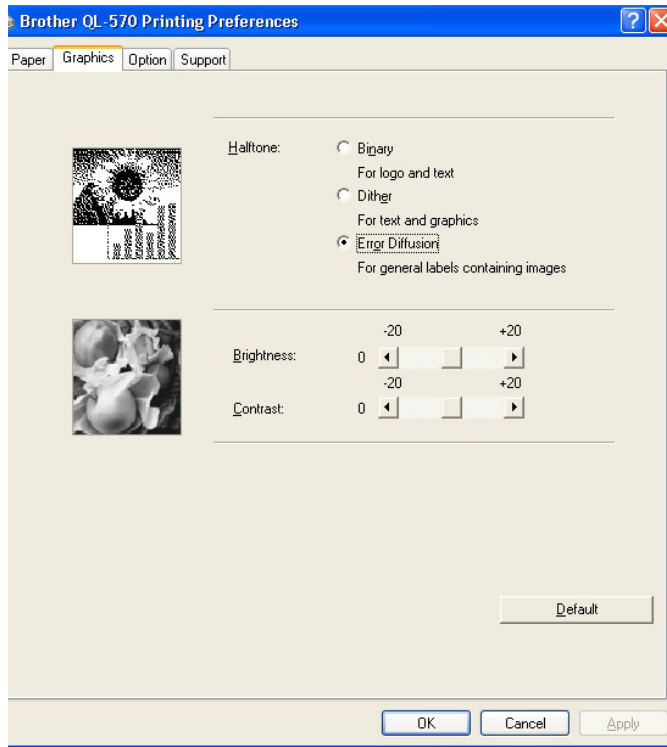 Brother QL-570 Printing Preferences
Paper Graphics Option Support
Halftone: Binary
For logo and text
Dither
For text and graphics
Error Diffusion
For general labels containing images
-20 +20
Brightness: 0
-20 +20
Contrast: 0
Default
OK Cancel Apply